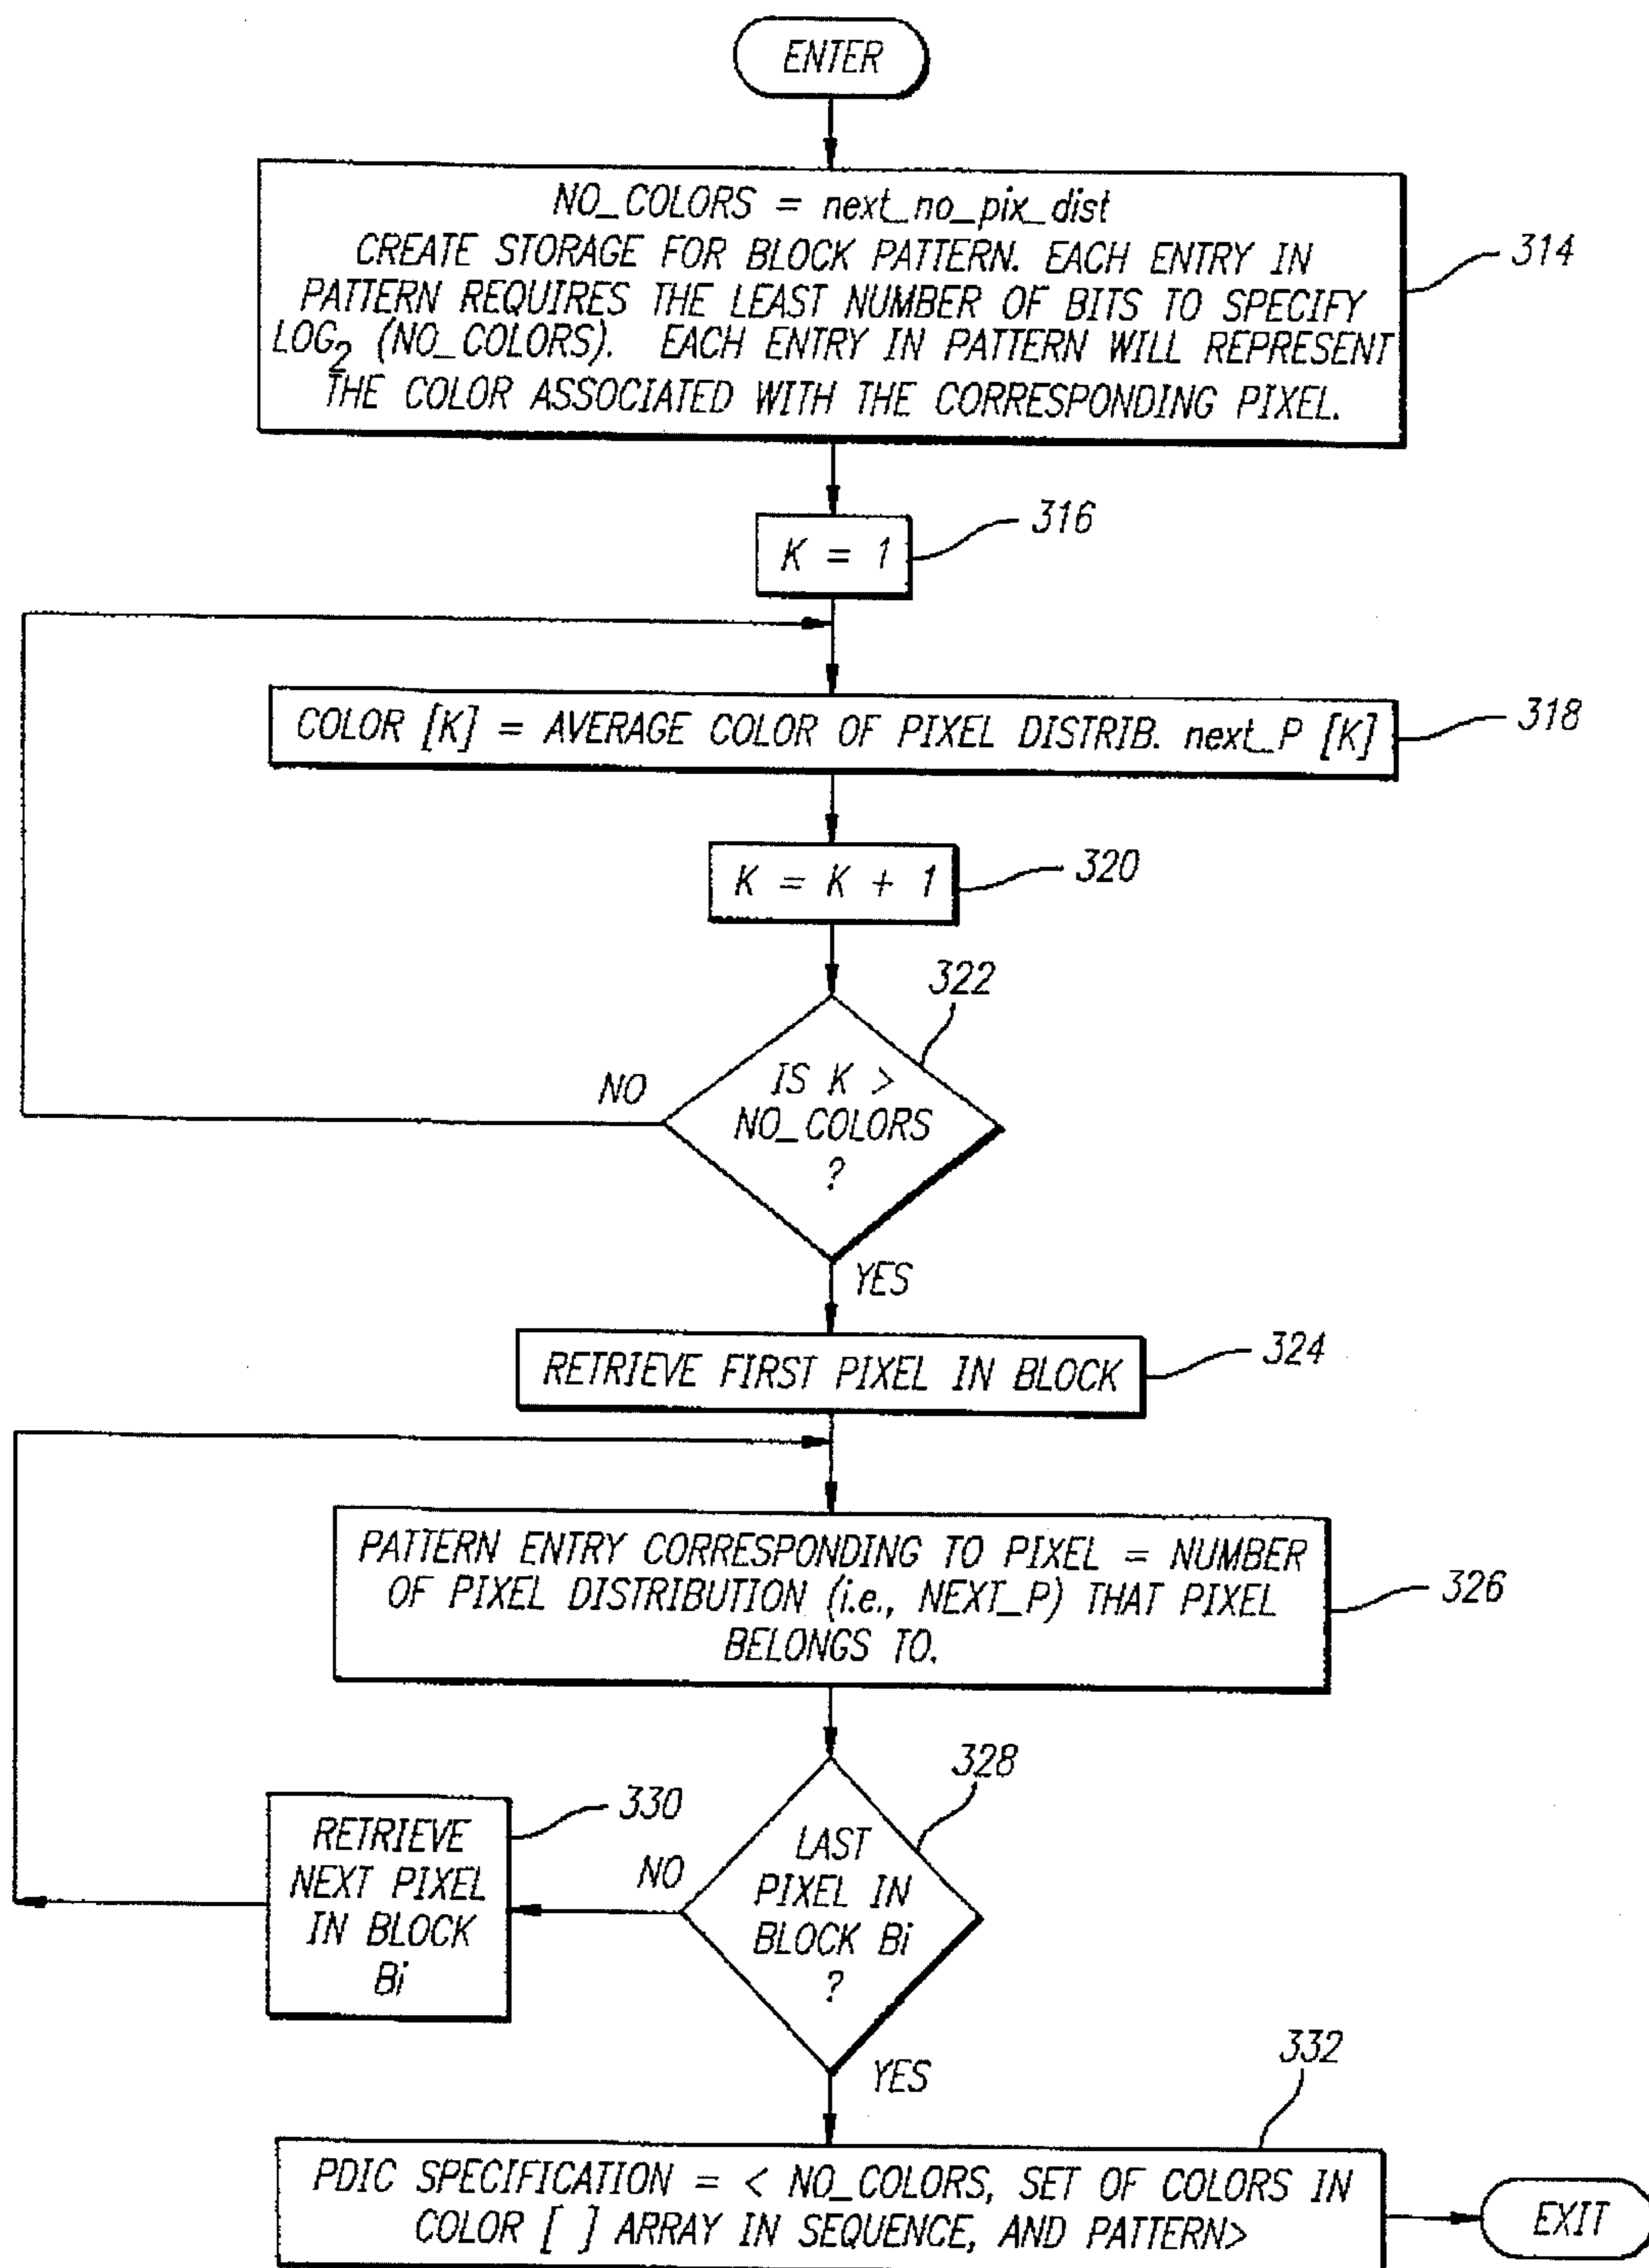 ENTER
NO_COLORS = next_no_pix_dist
CREATE STORAGE FOR BLOCK PATTERN. EACH ENTRY IN
PATTERN REQUIRES THE LEAST NUMBER OF BITS TO SPECIFY
LOG2 (NO_COLORS). EACH ENTRY IN PATTERN WILL REPRESENT
THE COLOR ASSOCIATED WITH THE CORRESPONDING PIXEL.
314
K = 1
316
COLOR [K] = AVERAGE COLOR OF PIXEL DISTRIB. next_P [K]
318
K = K + 1
320
322
IS K >
NO_COLORS
?
NO
YES
RETRIEVE FIRST PIXEL IN BLOCK
324
PATTERN ENTRY CORRESPONDING TO PIXEL = NUMBER
OF PIXEL DISTRIBUTION (i.e., NEXT_P) THAT PIXEL
BELONGS TO.
326
328
LAST
PIXEL IN
BLOCK Bi
?
NO
330
RETRIEVE
NEXT PIXEL
IN BLOCK
Bi
YES
332
PDIC SPECIFICATION = < NO_COLORS, SET OF COLORS IN
COLOR [ ] ARRAY IN SEQUENCE, AND PATTERN>
EXIT